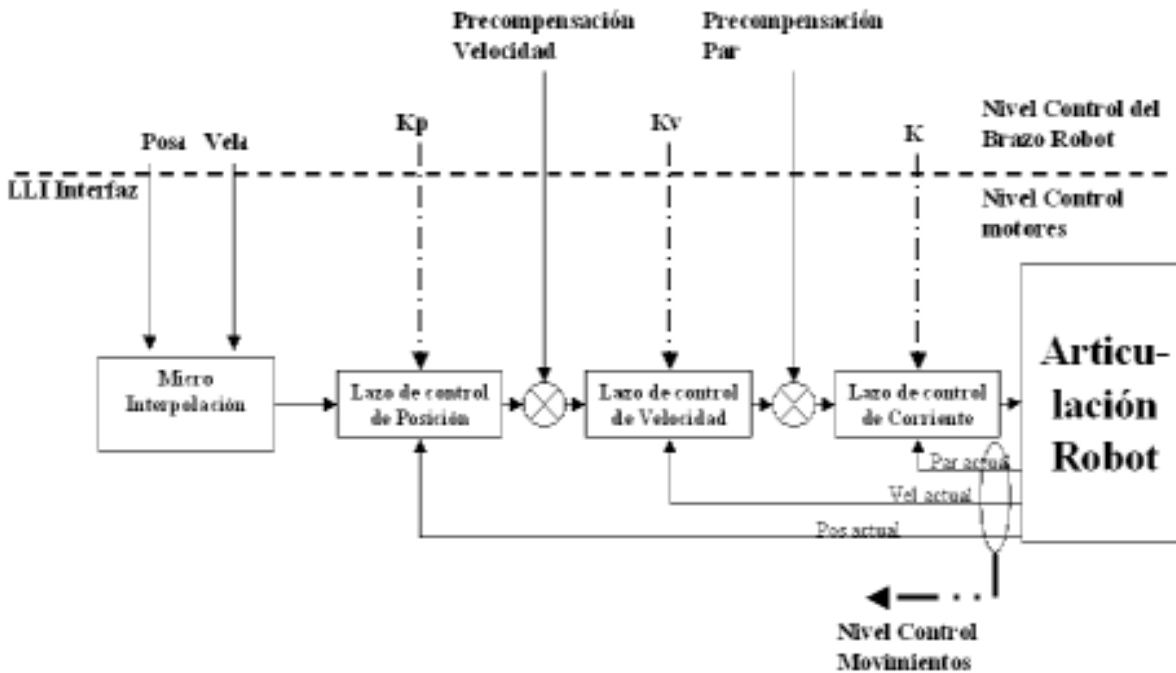 Precompensación
Velocidad
Precompensación
Par
Nivel Control del
Brazo Robot
Posa Vela
Kp
Kv
K
LLI Interfaz
Nivel Control
motores
Micro
Interpolación
Lazo de control
de Posición
Lazo de control
de Velocidad
Lazo de control
de Corriente
Articu-
lación
Robot
Par actual
Vel actual
Pos actual
Nivel Control
Movimientos